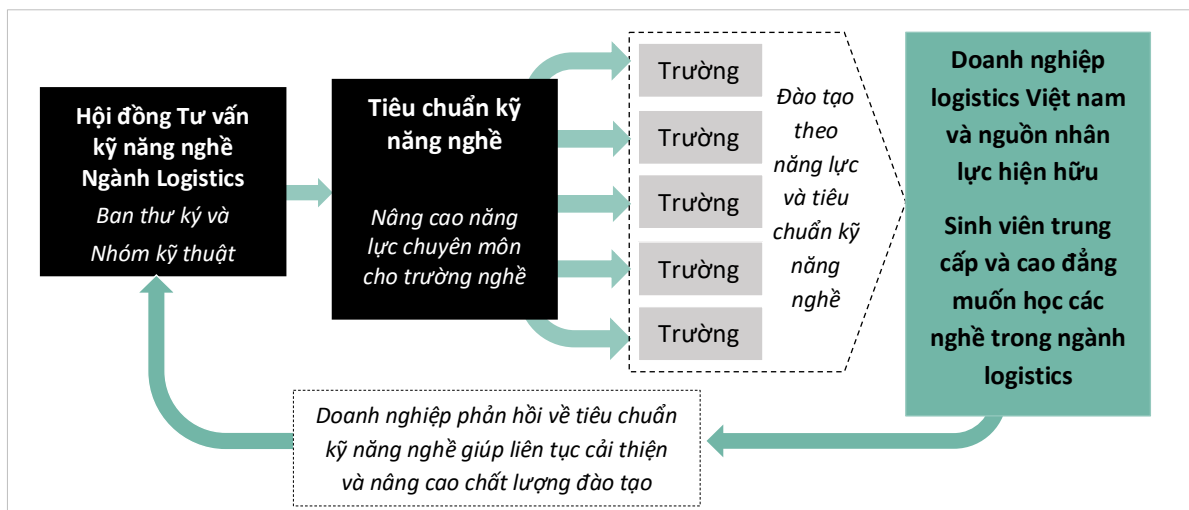 Hội đồng Tư vấn
kỹ năng nghề
Ngành Logistics
Ban thư ký và
Nhóm kỹ thuật
Tiêu chuẩn kỹ
năng nghề
Nâng cao năng
lực chuyên môn
cho trường nghề
Trường
Trường
Trường
Trường
Trường
Đào tạo
theo
năng lực
và tiêu
chuẩn kỹ
năng
nghề
Doanh nghiệp
logistics Việt nam
và nguồn nhân
lực hiện hữu
Sinh viên trung
cấp và cao đẳng
muốn học các
nghề trong ngành
logistics
Doanh nghiệp phản hồi về tiêu chuẩn
kỹ năng nghề giúp liên tục cải thiện
và nâng cao chất lượng đào tạo